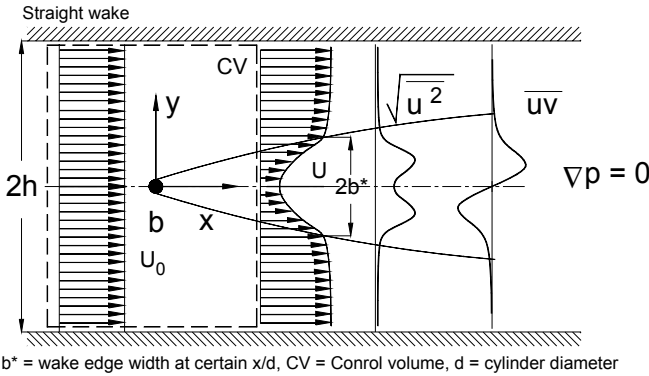 Straight wake
CV
y
√u²
uv
2h
U
2b*
∇p = 0
b
x
U₀
b* = wake edge width at certain x/d, CV = Conrol volume, d = cylinder diameter